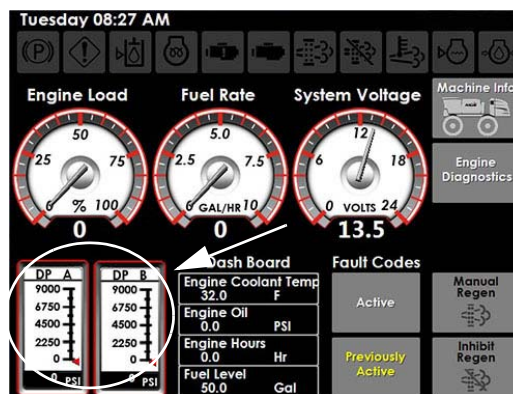 Tuesday 08:27 AM
Engine Load
50
25
75
0
%
100
0
Fuel Rate
5.0
2.5
7.5
0
GAL/HR
10
0
System Voltage
12
6
18
0
VOLTS
24
13.5
Machine Info
Engine
Diagnostics
DP A
9000
6750
4500
2250
0
0 PSI
DP B
9000
6750
4500
2250
0
0 PSI
Dash Board
Engine Coolant Temp
32.0 F
Engine Oil
0.0 PSI
Engine Hours
0.0 Hr
Fuel Level
50.0 Gal
Fault Codes
Active
Previously
Active
Manual
Regen
Inhibit
Regen